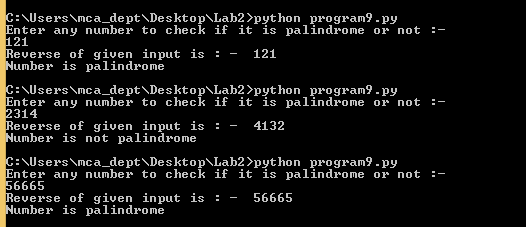 C:\Users\mca_dept\Desktop\Lab2>python program9.py
Enter any number to check if it is palindrome or not :-
121
Reverse of given input is : -  121
Number is palindrome
C:\Users\mca_dept\Desktop\Lab2>python program9.py
Enter any number to check if it is palindrome or not :-
2314
Reverse of given input is : -  4132
Number is not palindrome
C:\Users\mca_dept\Desktop\Lab2>python program9.py
Enter any number to check if it is palindrome or not :-
56665
Reverse of given input is : -  56665
Number is palindrome